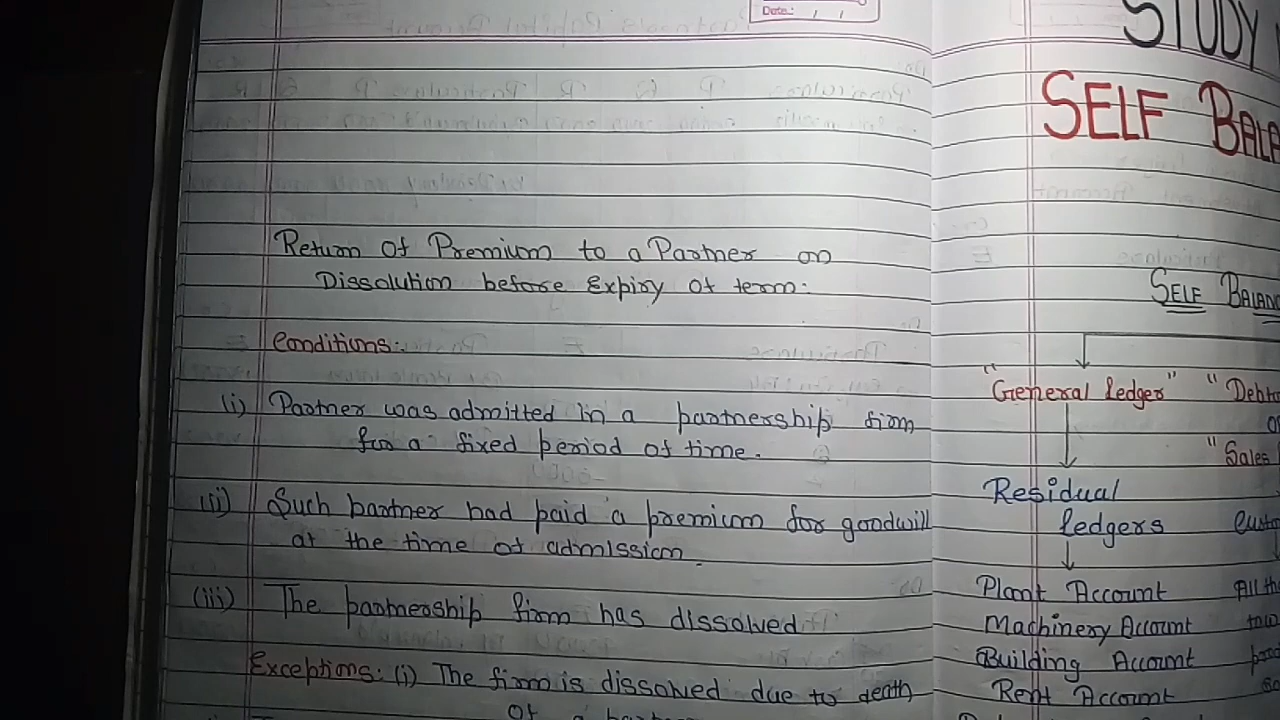 Date: / /
Return of Premium to a Partner on
Dissolution before Expiry of term:
Conditions:
(i) Partner was admitted in a partnership firm
for a fixed period of time.
(ii) Such partner had paid a premium for goodwill
at the time of admission.
(iii) The partnership firm has dissolved
Exceptions: (i) The firm is dissolved due to death
of a
STUDY
SELF
SELF
"General Ledger"
"Sales
Residual
Ledgers
Plant Account
All
Machinery Account
Building Account
Rent Account